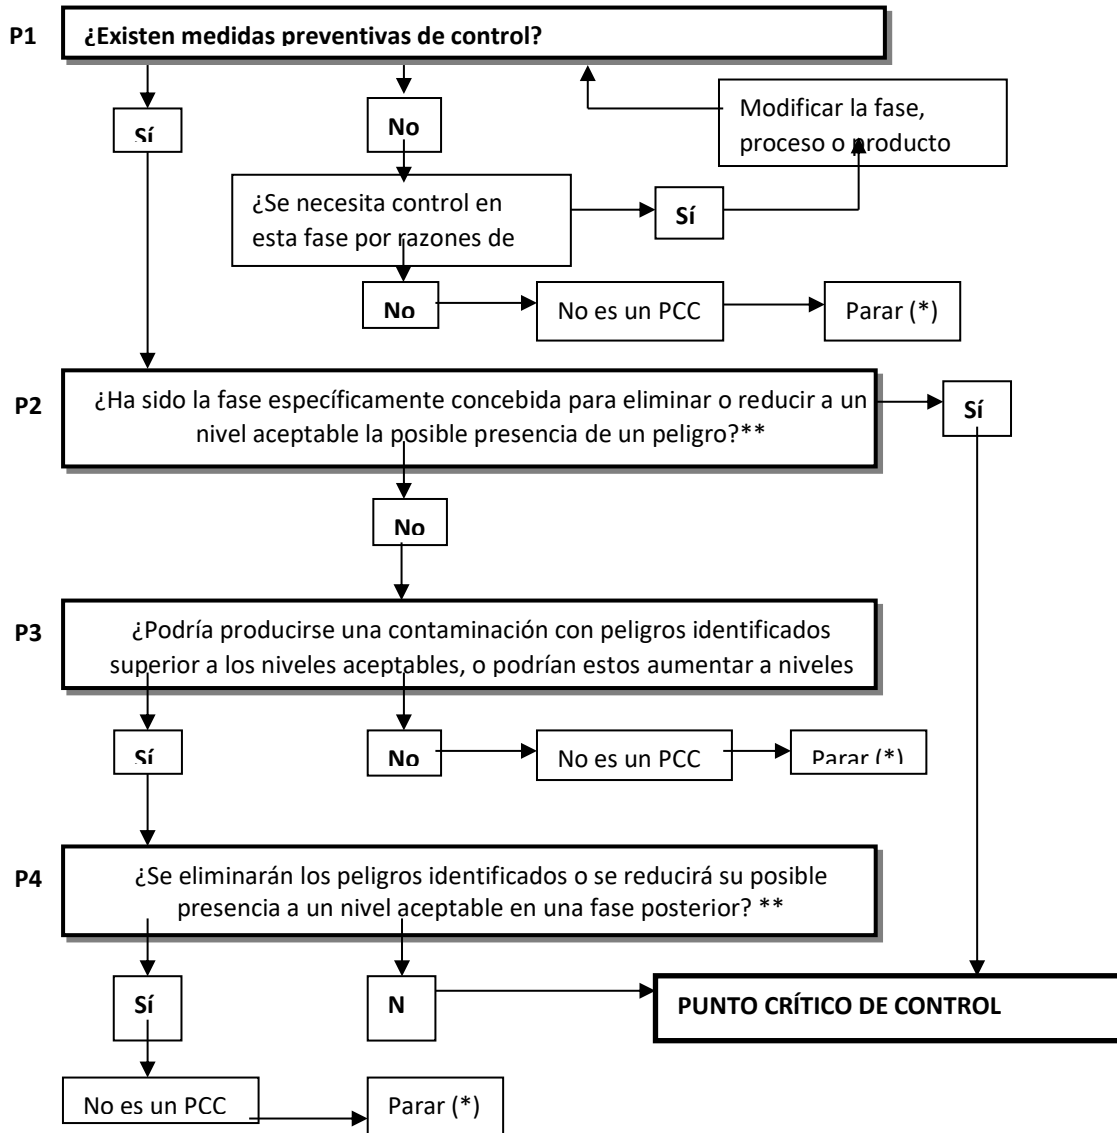 P1
¿Existen medidas preventivas de control?
Sí
No
Modificar la fase,
proceso o producto
¿Se necesita control en
esta fase por razones de
Sí
No
No es un PCC
Parar (*)
P2
¿Ha sido la fase específicamente concebida para eliminar o reducir a un
nivel aceptable la posible presencia de un peligro?**
Sí
No
P3
¿Podría producirse una contaminación con peligros identificados
superior a los niveles aceptables, o podrían estos aumentar a niveles
Sí
No
No es un PCC
Parar (*)
P4
¿Se eliminarán los peligros identificados o se reducirá su posible
presencia a un nivel aceptable en una fase posterior? **
Sí
N
PUNTO CRÍTICO DE CONTROL
No es un PCC
Parar (*)